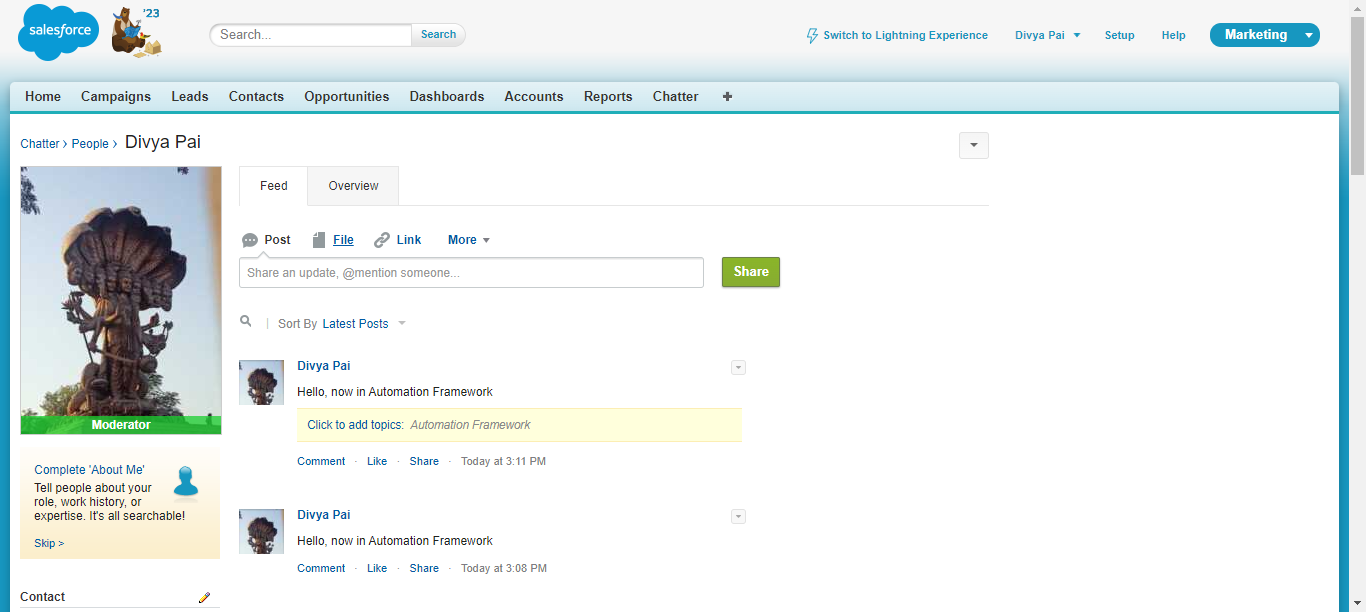 salesforce
'23
Search...
Search
Switch to Lightning Experience
Divya Pai
Setup
Help
Marketing
Home
Campaigns
Leads
Contacts
Opportunities
Dashboards
Accounts
Reports
Chatter
+
Chatter › People › Divya Pai
Feed
Overview
Moderator
Complete 'About Me'
Tell people about your
role, work history, or
expertise. It's all searchable!
Skip >
Contact
Post
File
Link
More
Share an update, @mention someone...
Share
Sort By Latest Posts
Divya Pai
Hello, now in Automation Framework
Click to add topics: Automation Framework
Comment · Like · Share · Today at 3:11 PM
Divya Pai
Hello, now in Automation Framework
Comment · Like · Share · Today at 3:08 PM